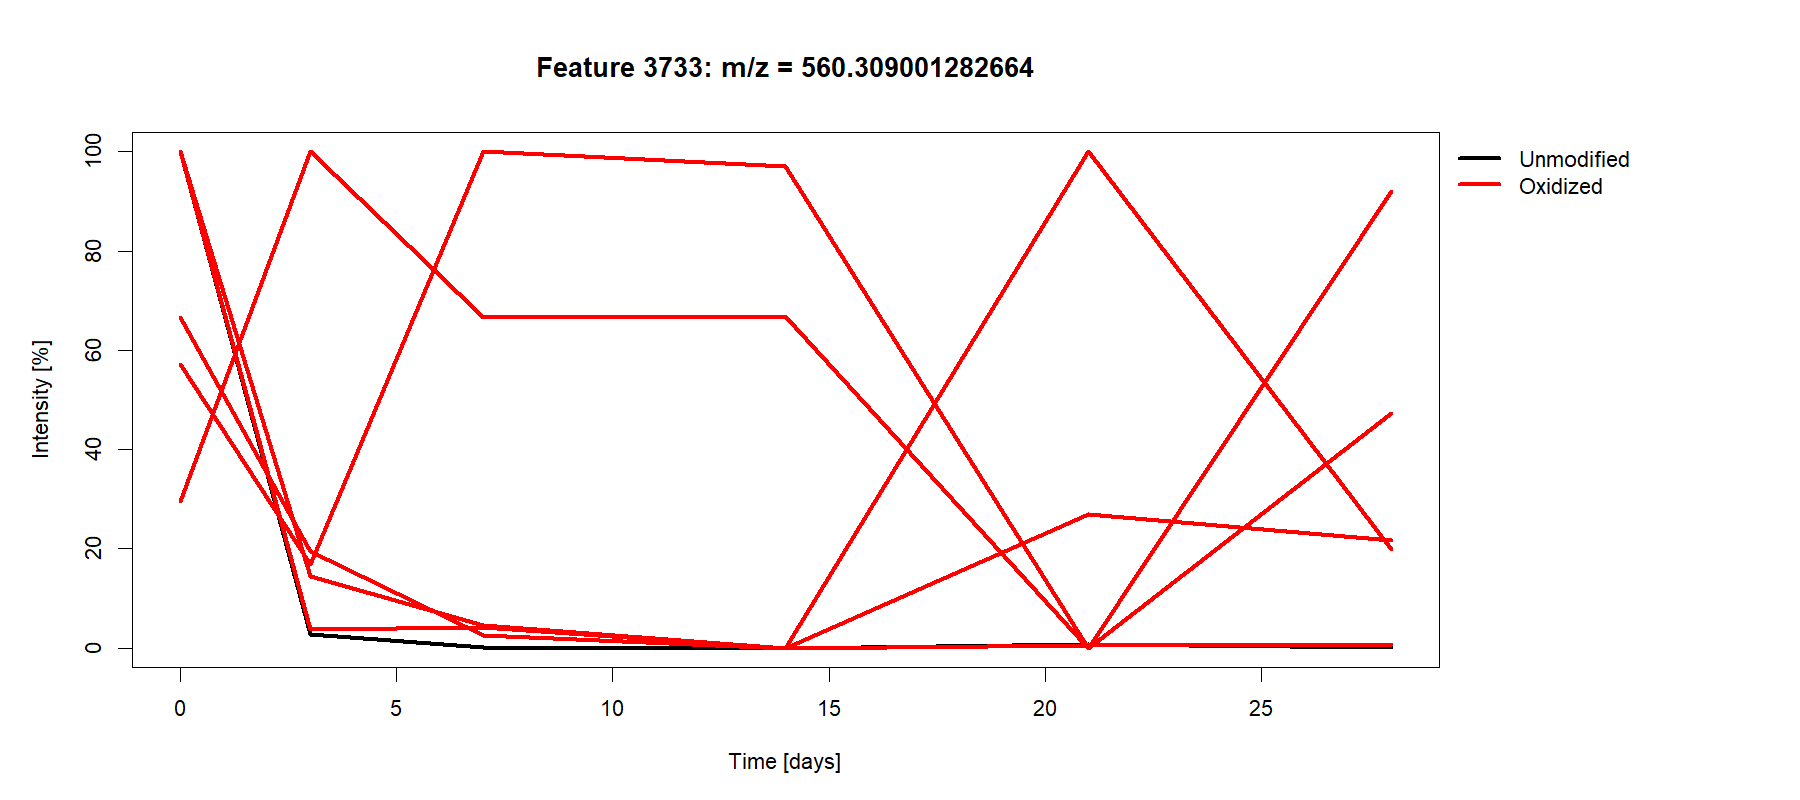 Feature 3733: m/z = 560.309001282664
Unmodified
Oxidized
Intensity [%]
100
80
60
40
20
0
0 5 10 15 20 25
Time [days]